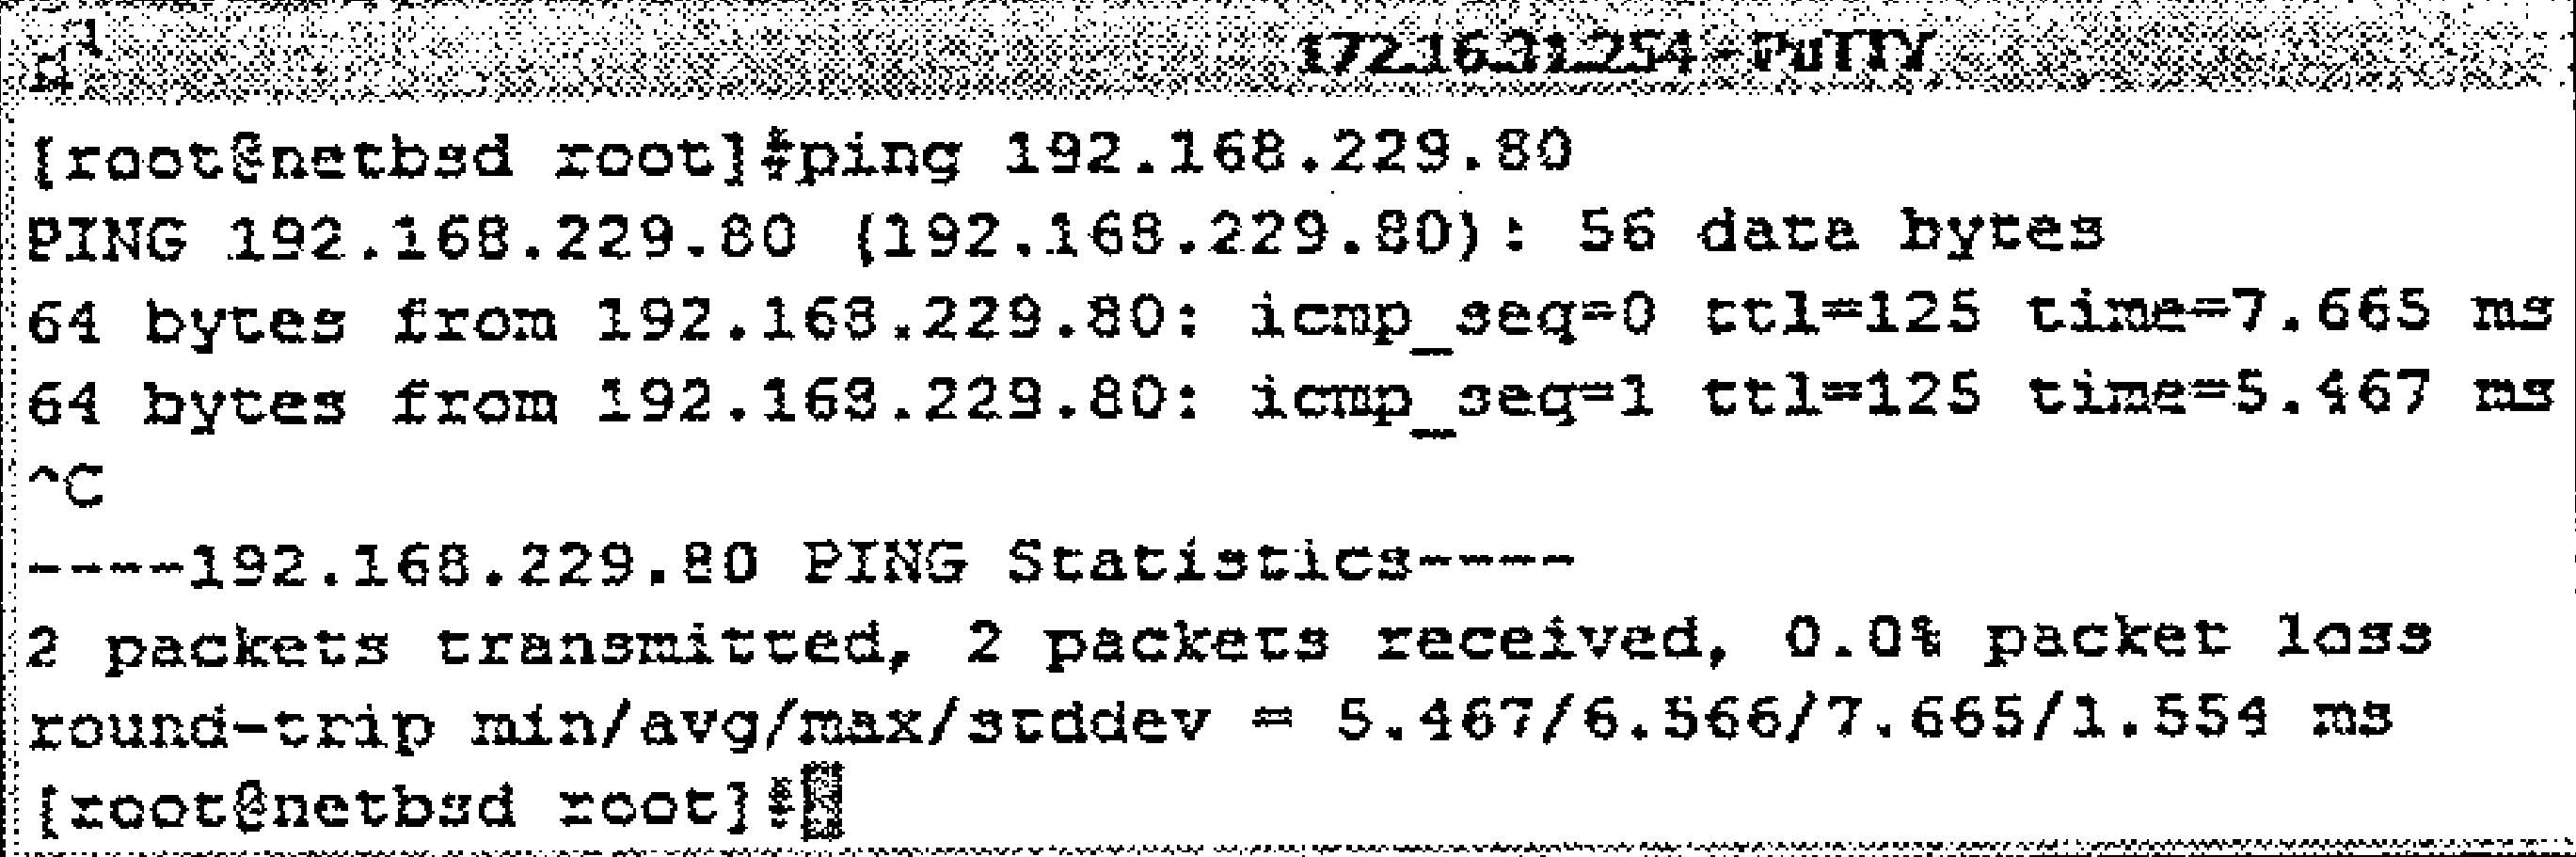 172.16.31.254 - PuTTY
[root@netbsd root]#ping 192.168.229.80
PING 192.168.229.80 (192.168.229.80): 56 data bytes
64 bytes from 192.168.229.80: icmp_seq=0 ttl=125 time=7.665 ms
64 bytes from 192.168.229.80: icmp_seq=1 ttl=125 time=5.467 ms
^C
----192.168.229.80 PING Statistics----
2 packets transmitted, 2 packets received, 0.0% packet loss
round-trip min/avg/max/stddev = 5.467/6.566/7.665/1.554 ms
[root@netbsd root]#